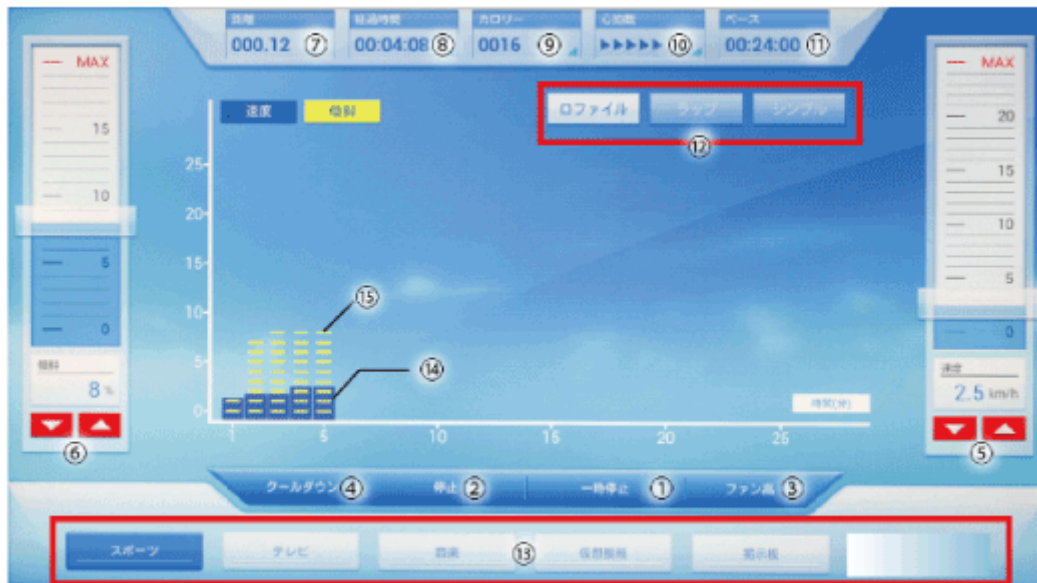 距離 経過時間 カロリー 心拍数 ペース
000.12 ⑦ 00:04:08 ⑧ 0016 ⑨ ⑩ 00:24:00 ⑪
MAX
15
10
5
0
傾斜
8 %
⑥
速度 傾斜
ロファイル ラップ シンプル
⑫
25
20
15
10
5
0
⑮
⑭
時間(分)
1 5 10 15 20 25
MAX
20
15
10
5
0
速度
2.5 km/h
⑤
クールダウン ④ 停止 ② 一時停止 ① ファン高 ③
スポーツ テレビ 音楽 ⑬ 仮想換局 掲示板